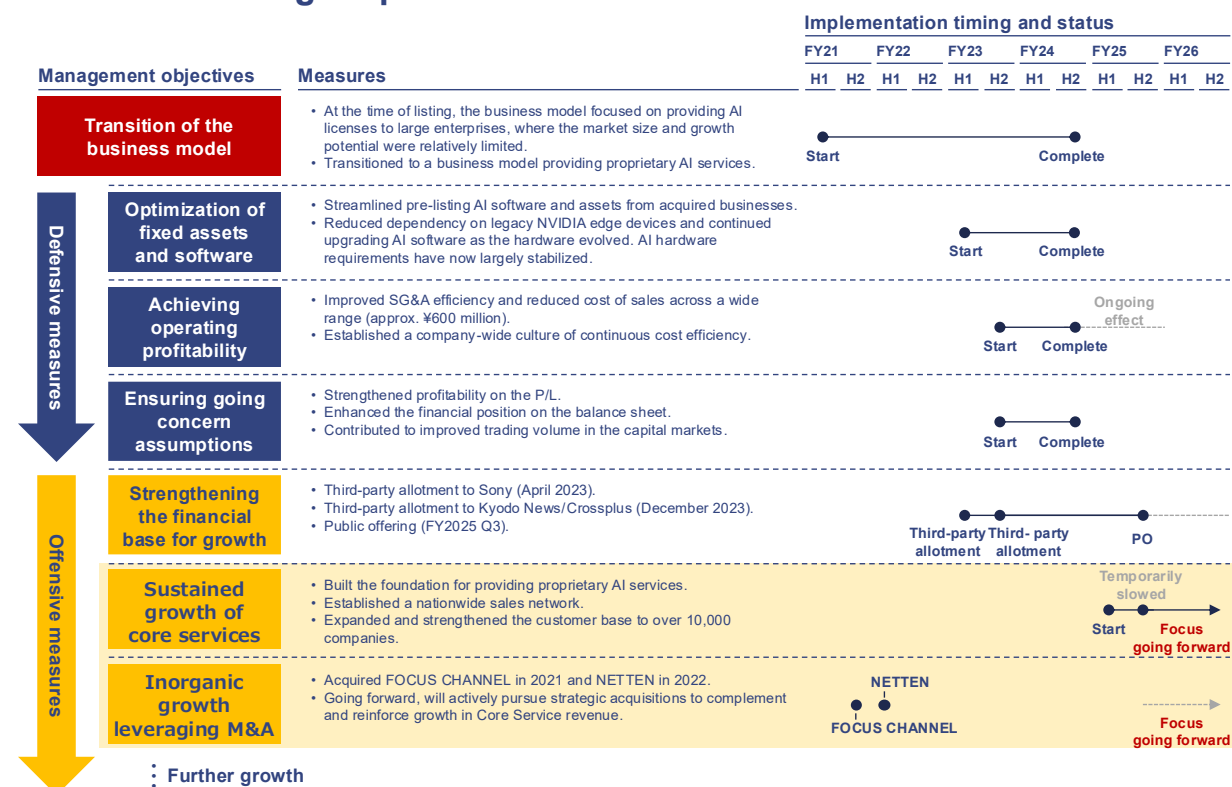 Implementation timing and status
FY21 FY22 FY23 FY24 FY25 FY26
Management objectives
Measures
H1 H2 H1 H2 H1 H2 H1 H2 H1 H2 H1 H2
Transition of the
business model
• At the time of listing, the business model focused on providing AI
licenses to large enterprises, where the market size and growth
potential were relatively limited.
• Transitioned to a business model providing proprietary AI services.
Start
Complete
Defensive measures
Optimization of
fixed assets
and software
• Streamlined pre-listing AI software and assets from acquired businesses.
• Reduced dependency on legacy NVIDIA edge devices and continued
upgrading AI software as the hardware evolved. AI hardware
requirements have now largely stabilized.
Start
Complete
Achieving
operating
profitability
• Improved SG&A efficiency and reduced cost of sales across a wide
range (approx. ¥600 million).
• Established a company-wide culture of continuous cost efficiency.
Ongoing
effect
Start
Complete
Ensuring going
concern
assumptions
• Strengthened profitability on the P/L.
• Enhanced the financial position on the balance sheet.
• Contributed to improved trading volume in the capital markets.
Start
Complete
Offensive measures
Strengthening
the financial
base for growth
• Third-party allotment to Sony (April 2023).
• Third-party allotment to Kyodo News/Crossplus (December 2023).
• Public offering (FY2025 Q3).
Third-party
allotment
Third- party
allotment
PO
Sustained
growth of
core services
• Built the foundation for providing proprietary AI services.
• Established a nationwide sales network.
• Expanded and strengthened the customer base to over 10,000
companies.
Temporarily
slowed
Start
Focus
going forward
Inorganic
growth
leveraging M&A
• Acquired FOCUS CHANNEL in 2021 and NETTEN in 2022.
• Going forward, will actively pursue strategic acquisitions to complement
and reinforce growth in Core Service revenue.
NETTEN
FOCUS CHANNEL
Focus
going forward
Further growth